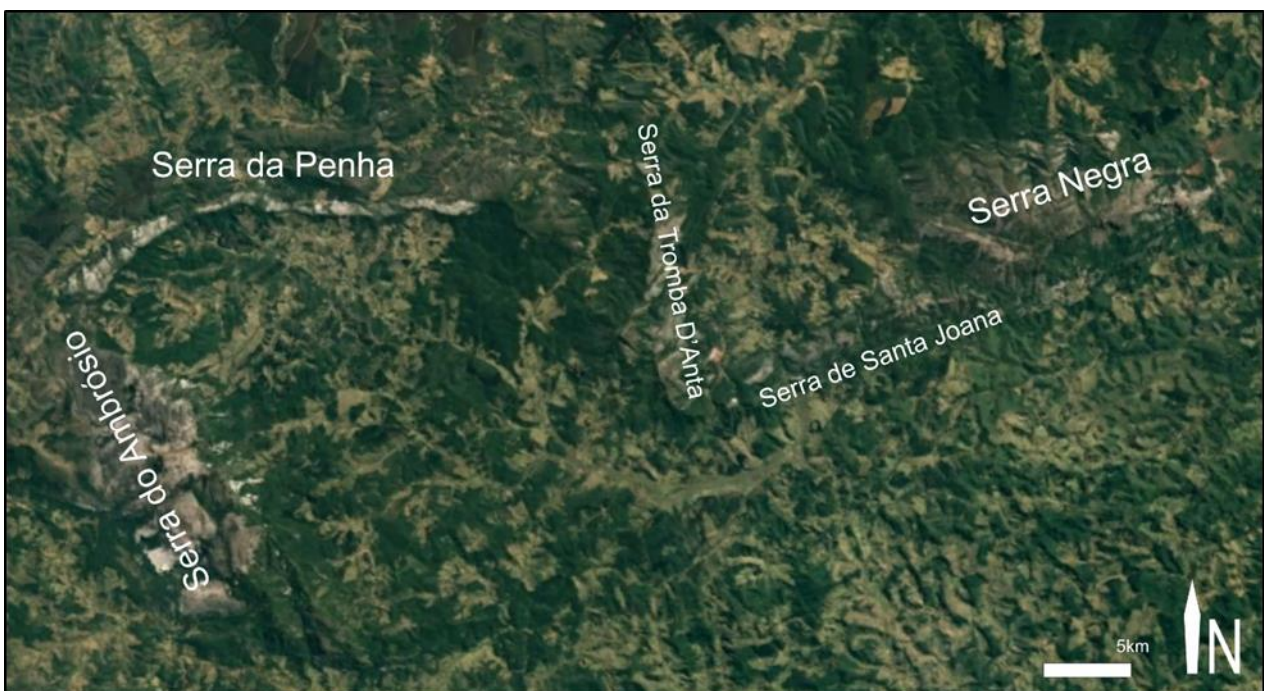 Serra da Penha
Serra da Tromba D'Anta
Serra Negra
Serra de Santa Joana
Serra do Ambrósio
5km
N